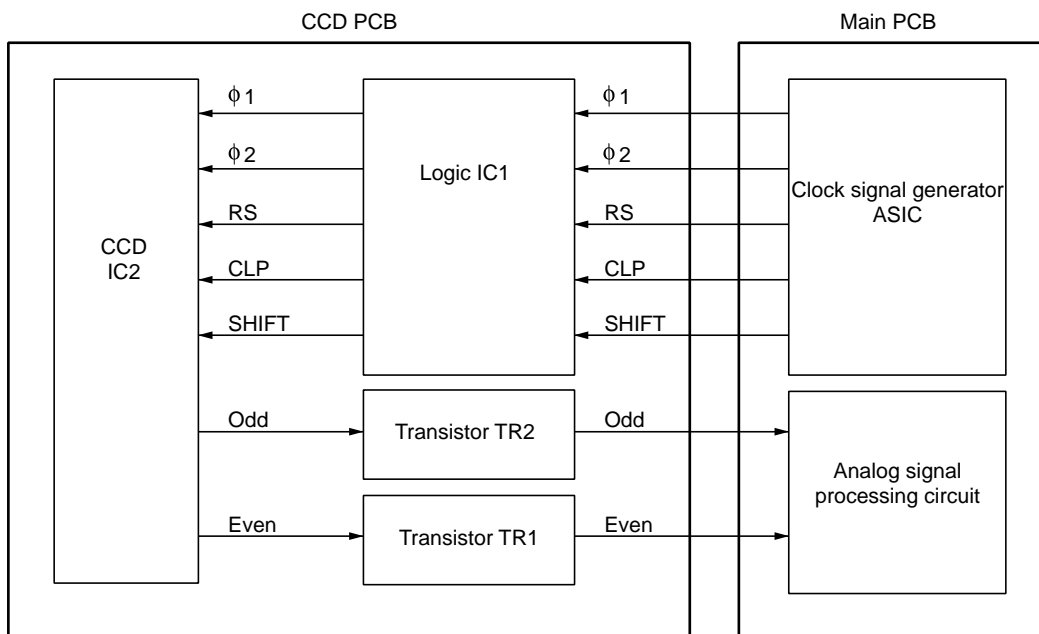 CCD PCB
Main PCB
ϕ1
ϕ1
ϕ2
ϕ2
Logic IC1
Clock signal generator
ASIC
RS
RS
CCD
IC2
CLP
CLP
SHIFT
SHIFT
Odd
Transistor TR2
Odd
Analog signal
processing circuit
Even
Transistor TR1
Even